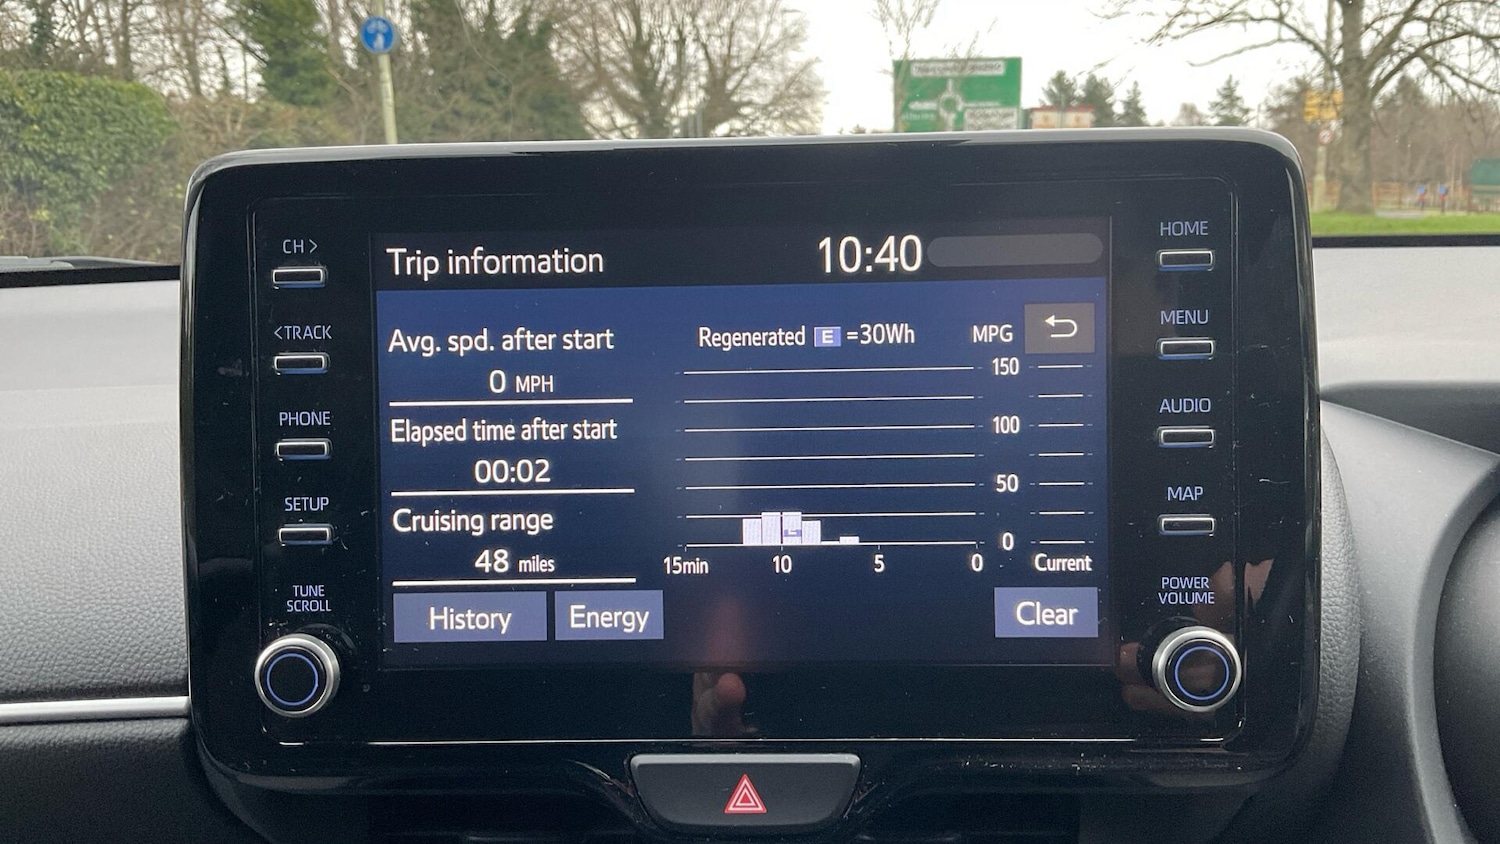 CH >
< TRACK
PHONE
SETUP
TUNE
SCROLL
Trip information
10:40
Avg. spd. after start
0 MPH
Elapsed time after start
00:02
Cruising range
48 miles
History
Energy
Regenerated E =30Wh
MPG
150
100
50
0
15min 10 5 0 Current
E
Clear
HOME
MENU
AUDIO
MAP
POWER
VOLUME